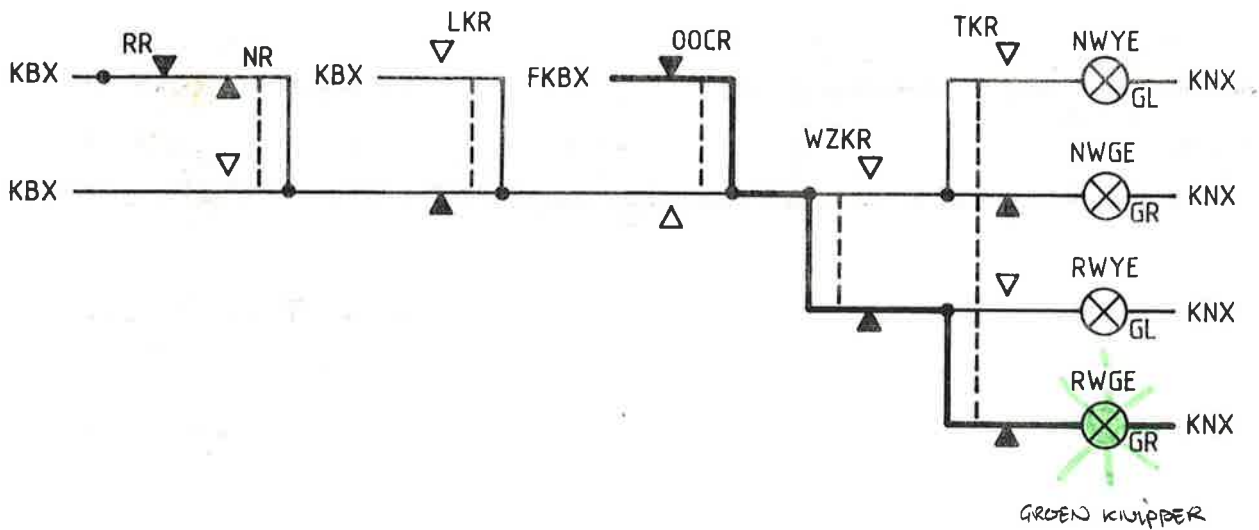 LKR
TKR
RR
NR
OOCR
NWYE
KBX
KBX
FKBX
GL
KNX
WZKR
NWGE
KBX
GR
KNX
RWYE
GL
KNX
RWGE
GR
KNX
GROEN KNIPPER